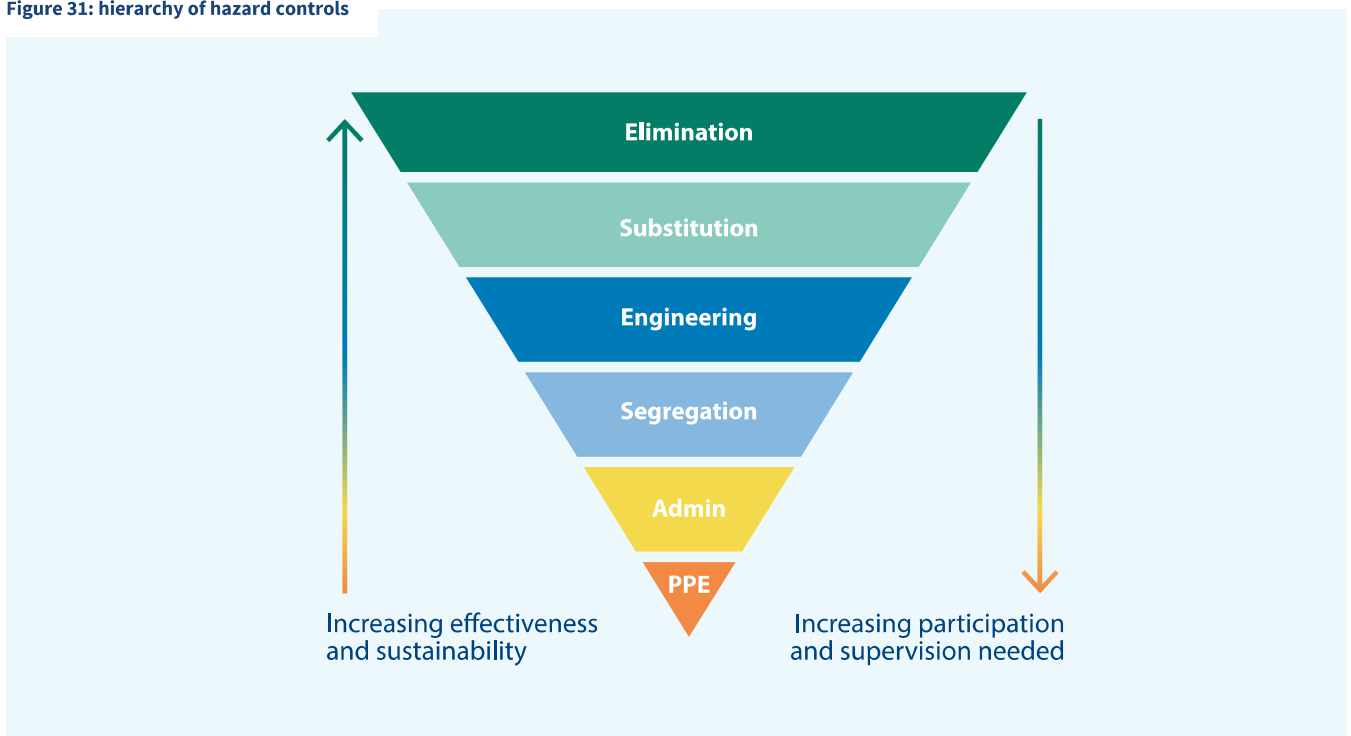 Figure 31: hierarchy of hazard controls
Elimination
Substitution
Engineering
Segregation
Admin
PPE
Increasing effectiveness
and sustainability
Increasing participation
and supervision needed